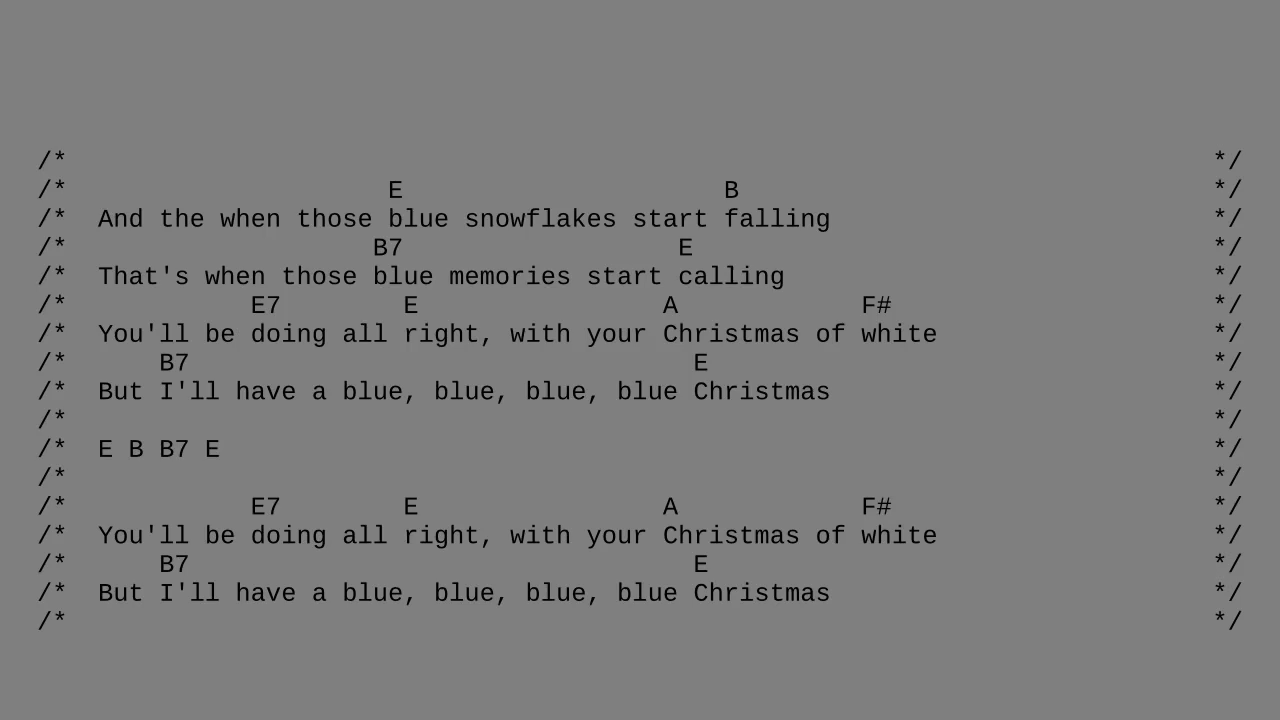 /*                                                                           */
/*                     E                     B                               */
/*  And the when those blue snowflakes start falling                         */
/*                    B7                  E                                  */
/*  That's when those blue memories start calling                            */
/*            E7        E                A            F#                     */
/*  You'll be doing all right, with your Christmas of white                  */
/*      B7                                 E                                 */
/*  But I'll have a blue, blue, blue, blue Christmas                         */
/*                                                                           */
/*  E B B7 E                                                                 */
/*                                                                           */
/*            E7        E                A            F#                     */
/*  You'll be doing all right, with your Christmas of white                  */
/*      B7                                 E                                 */
/*  But I'll have a blue, blue, blue, blue Christmas                         */
/*                                                                           */